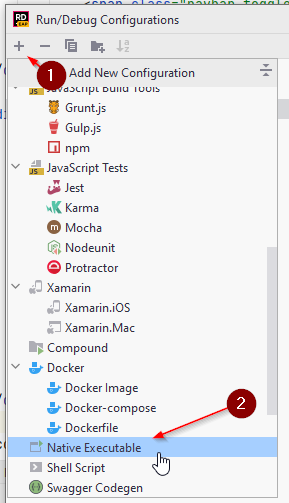 <span class="navbar-toggle
RD
EAP
Run/Debug Configurations
1
Add New Configuration
JavaScript Build Tools
Grunt.js
Gulp.js
npm
JavaScript Tests
Jest
Karma
Mocha
Nodeunit
Protractor
Xamarin
Xamarin.iOS
Xamarin.Mac
Compound
Docker
Docker Image
2
Docker-compose
Dockerfile
Native Executable
Shell Script
Swagger Codegen